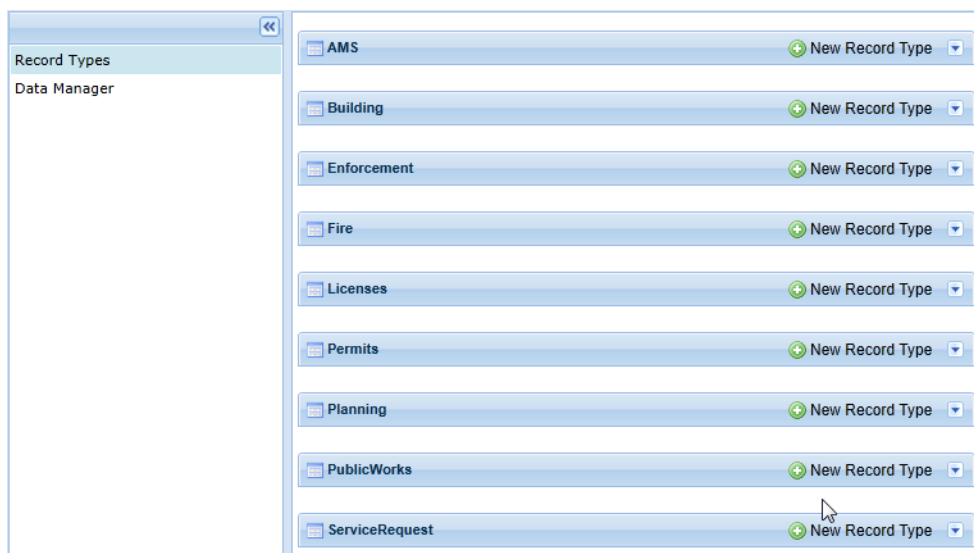 Record Types
Data Manager
AMS New Record Type
Building New Record Type
Enforcement New Record Type
Fire New Record Type
Licenses New Record Type
Permits New Record Type
Planning New Record Type
PublicWorks New Record Type
ServiceRequest New Record Type